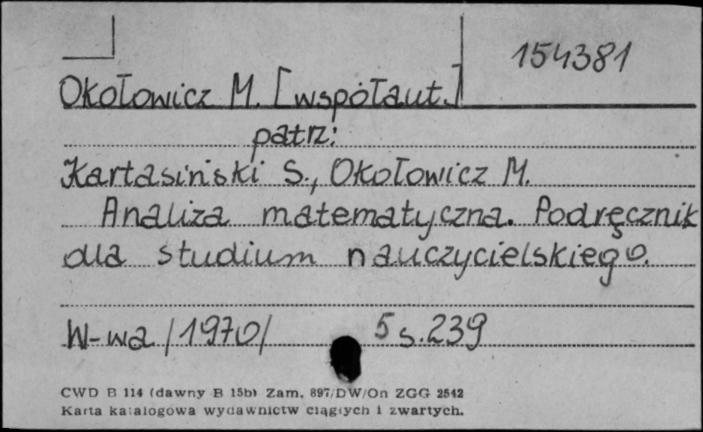 154381
Okołowicz M. [współaut.]
patrz:
Kartasiński S., Okołowicz M.
Analiza matematyczna. Podręcznik
dla studium nauczycielskiego.
W-wa /1970/ 5 s. 239
CWD B 114 (dawny B 15b) Zam. 897/DW/On ZGG 2542
Karta katalogowa wydawnictw ciągłych i zwartych.